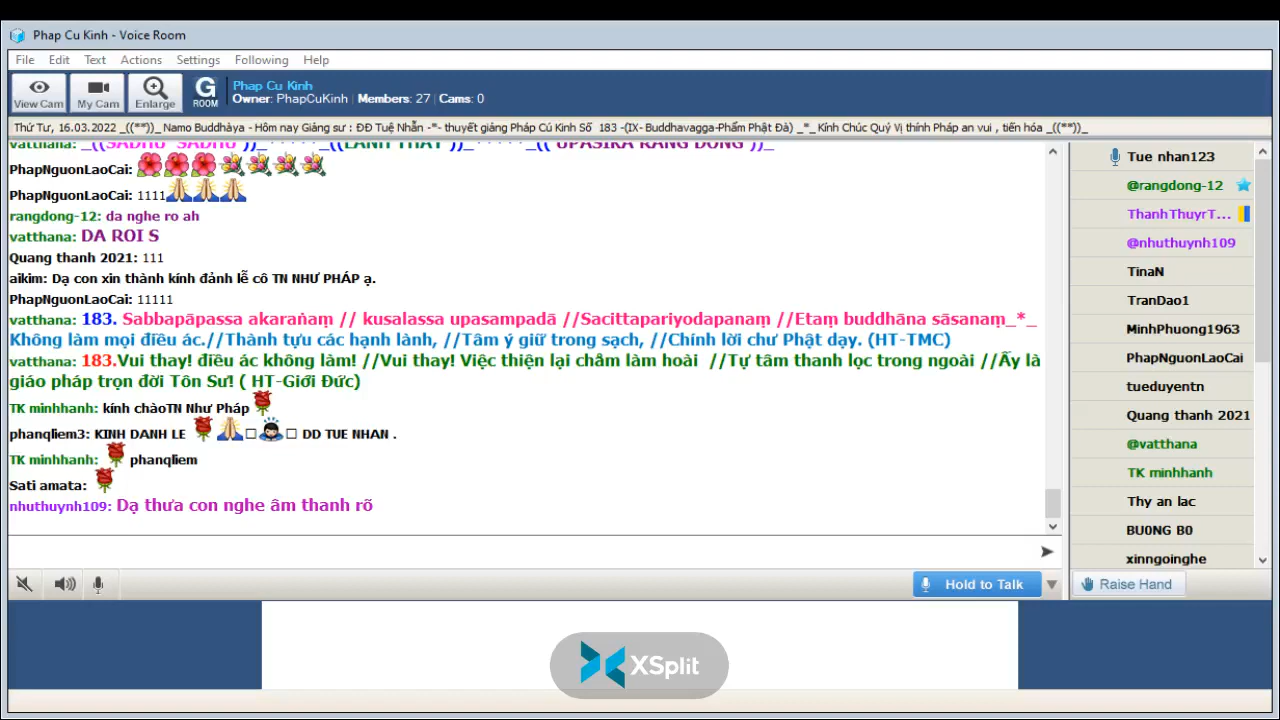 Phap Cu Kinh - Voice Room
File Edit Text Actions Settings Following Help
View Cam My Cam Enlarge G ROOM
Phap Cu Kinh
Owner: PhapCuKinh | Members: 27 | Cams: 0
Thứ Tư, 16.03.2022 _((**))_ Namo Buddhàya - Hôm nay Giảng sư : ĐĐ Tuệ Nhẫn -*- thuyết giảng Pháp Cú Kinh Số 183 -(IX- Buddhavagga-Phẩm Phật Đà) _*_ Kính Chúc Quý Vị thính Pháp an vui , tiến hóa _((**))_
vatthana:
PhapNguonLaoCai:
PhapNguonLaoCai: 1111
rangdong-12: da nghe ro ah
vatthana: DA ROI S
Quang thanh 2021: 111
aikim: Dạ con xin thành kính đảnh lễ cô TN NHƯ PHÁP ạ.
PhapNguonLaoCai: 11111
vatthana: 183. Sabbapāpassa akaraṅaṃ // kusalassa upasampadā //Sacittapariyodapanaṃ //Etaṃ buddhāna sāsanaṃ_*_
Không làm mọi điều ác.//Thành tựu các hạnh lành, //Tâm ý giữ trong sạch, //Chính lời chư Phật dạy. (HT-TMC)
vatthana: 183.Vui thay! điều ác không làm! //Vui thay! Việc thiện lại chăm làm hoài //Tự tâm thanh lọc trong ngoài //Ấy là
giáo pháp trọn đời Tôn Sư! ( HT-Giới Đức)
TK minhhanh: kính chàoTN Như Pháp
phanqliem3: KINH DANH LE DD TUE NHAN .
TK minhhanh: phanqliem
Sati amata:
nhuthuynh109: Dạ thưa con nghe âm thanh rõ
Hold to Talk
Tue nhan123
@rangdong-12
ThanhThuyrT...
@nhuthuynh109
TinaN
TranDao1
MinhPhuong1963
PhapNguonLaoCai
tueduyentn
Quang thanh 2021
@vatthana
TK minhhanh
Thy an lac
BU0NG B0
xinngoinghe
Raise Hand
XSplit